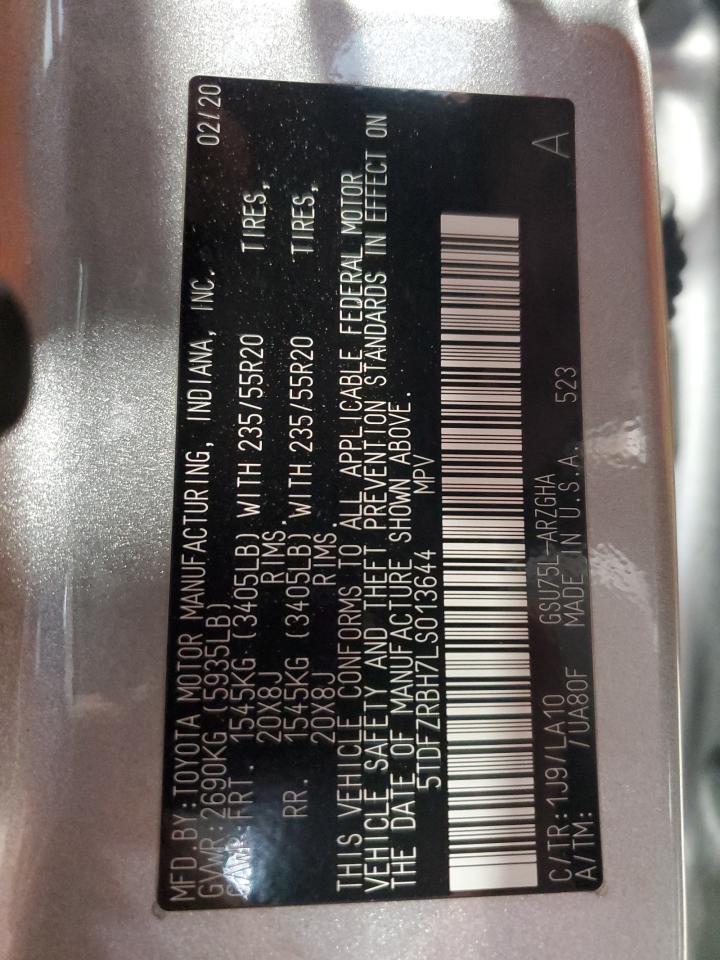 MFD.BY:TOYOTA MOTOR MANUFACTURING, INDIANA, INC. 02/20
GVWR:2690KG (5935LB)
GAWR:FRT. 1545KG (3405LB) WITH 235/55R20 TIRES,
20X8J RIMS.
RR. 1545KG (3405LB) WITH 235/55R20 TIRES,
20X8J RIMS.
THIS VEHICLE CONFORMS TO ALL APPLICABLE FEDERAL MOTOR
VEHICLE SAFETY AND THEFT PREVENTION STANDARDS IN EFFECT ON
THE DATE OF MANUFACTURE SHOWN ABOVE.
5TDFZRBH7LS013644 MPV
C/TR:1J9/LA10 GSU75L-ARZGHA 523 A
A/TM: /UA80F MADE IN U.S.A.